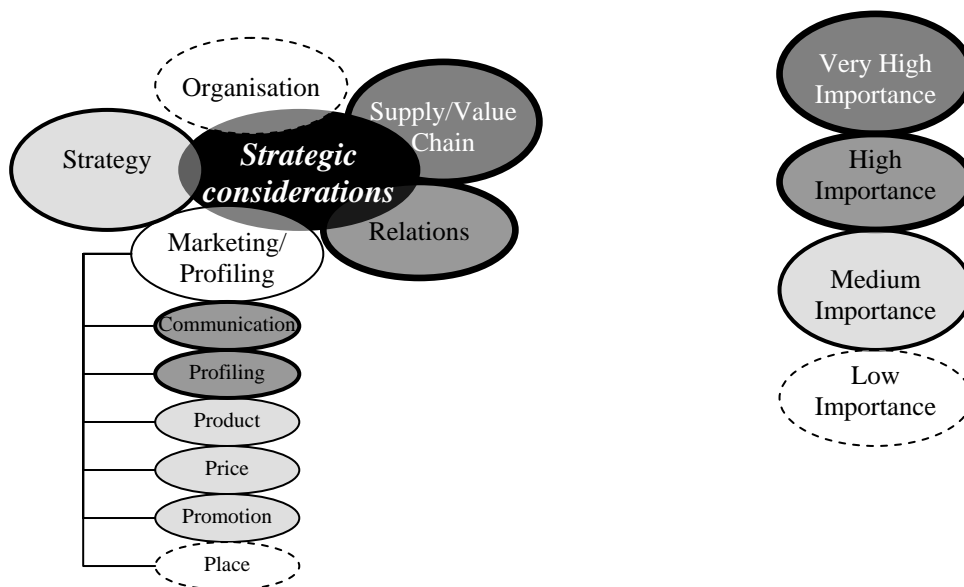 Organisation
Supply/Value
Chain
Strategy
Strategic
considerations
Relations
Marketing/
Profiling
Communication
Profiling
Product
Price
Promotion
Place
Very High
Importance
High
Importance
Medium
Importance
Low
Importance